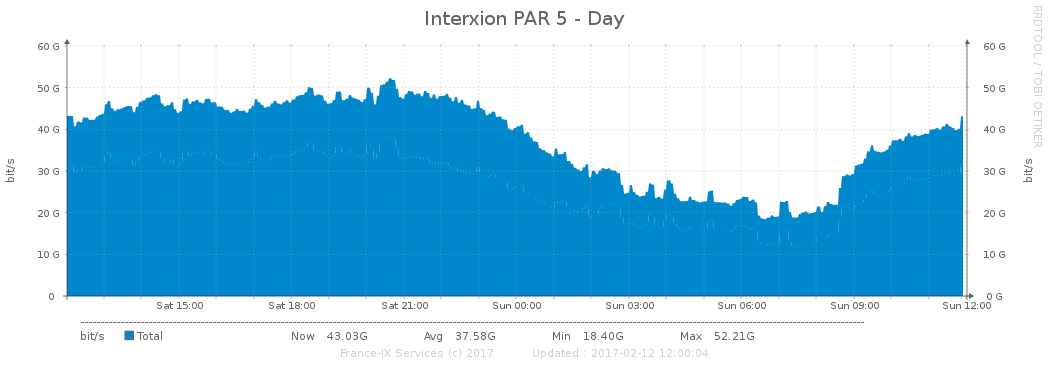 Interxion PAR 5 - Day
RRDTOOL / TOBI OETIKER
60 G 60 G
50 G 50 G
40 G 40 G
30 G 30 G
20 G 20 G
10 G 10 G
0 0 G
bit/s bit/s
Sat 15:00 Sat 18:00 Sat 21:00 Sun 00:00 Sun 03:00 Sun 06:00 Sun 09:00 Sun 12:00
bit/s Total Now 43.03G Avg 37.58G Min 18.40G Max 52.21G
France-IX Services (c) 2017 Updated : 2017-02-12 12:00:04